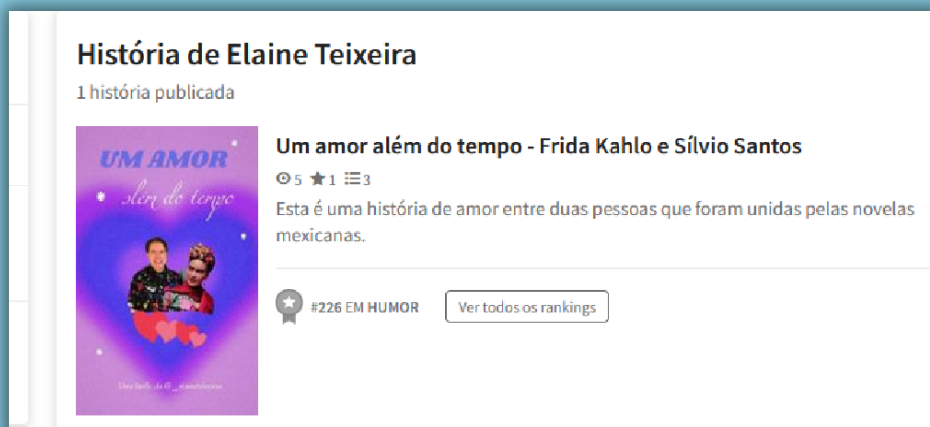 História de Elaine Teixeira
1 história publicada
UM AMOR
além do tempo
Um amor além do tempo - Frida Kahlo e Sílvio Santos
5 1 3
Esta é uma história de amor entre duas pessoas que foram unidas pelas novelas
mexicanas.
#226 EM HUMOR
Ver todos os rankings